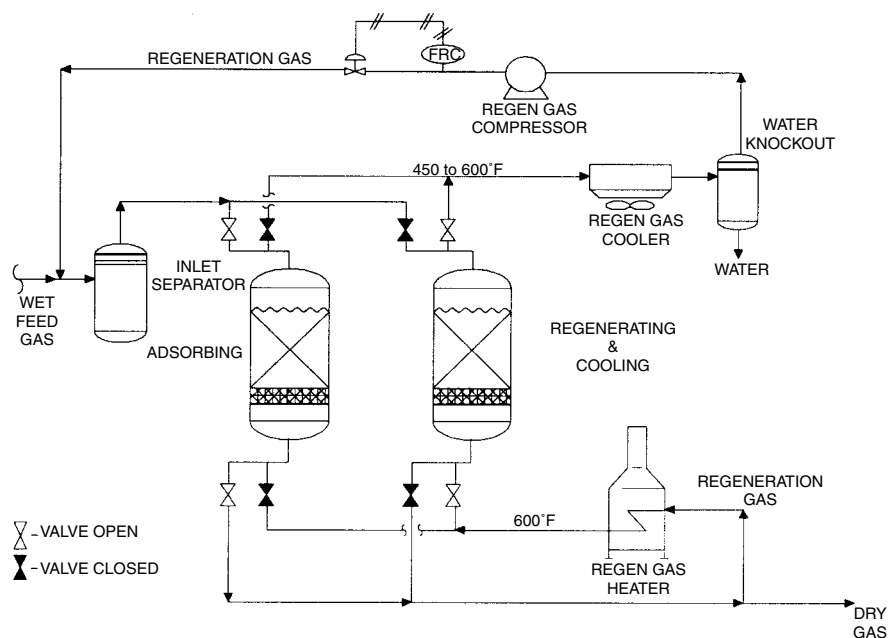 REGENERATION GAS
FRC
REGEN GAS
COMPRESSOR
WATER
KNOCKOUT
450 to 600˚F
REGEN GAS
COOLER
WATER
INLET
SEPARATOR
WET
FEED
GAS
ADSORBING
REGENERATING
&
COOLING
REGENERATION
GAS
600˚F
VALVE OPEN
VALVE CLOSED
REGEN GAS
HEATER
DRY
GAS